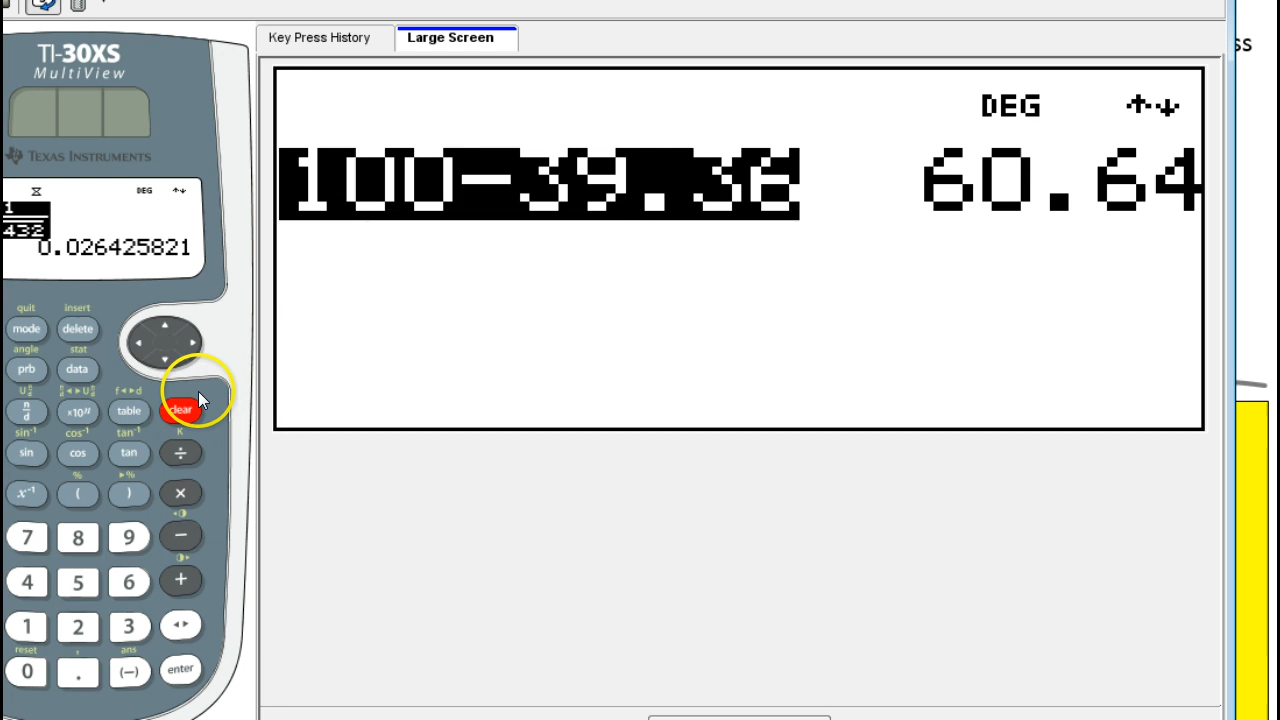 Key Press History
Large Screen
ss
TI-30XS
MultiView
TEXAS INSTRUMENTS
DEG
1
432
0.026425821
DEG
100-39.36 60.64
quit insert
mode delete
angle stat
prb data
U n/d n/d◄►U n/d f◄►d
n/d ×10ⁿ table clear
sin⁻¹ cos⁻¹ tan⁻¹ K
sin cos tan ÷
% ►%
x⁻¹ ( ) ×
7 8 9 −
4 5 6 +
1 2 3 ◄►
reset , ans
0 . (−) enter